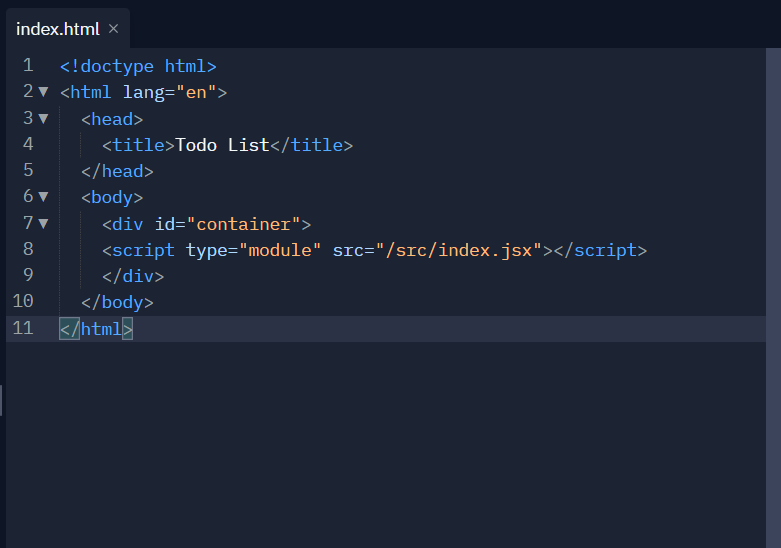 index.html ×
1 <!doctype html>
2 <html lang="en">
3 <head>
4 <title>Todo List</title>
5 </head>
6 <body>
7 <div id="container">
8 <script type="module" src="/src/index.jsx"></script>
9 </div>
10 </body>
11 </html>